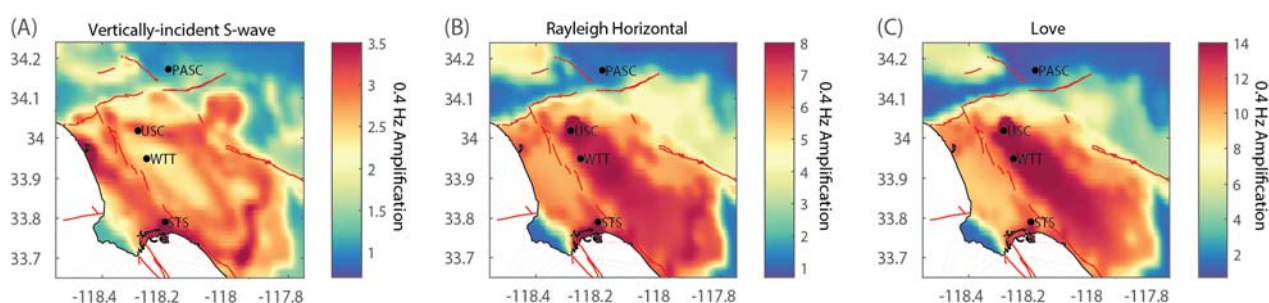 (A) Vertically-incident S-wave
34.2
34.1
34
33.9
33.8
33.7
-118.4 -118.2 -118 -117.8
PASC
USC
WTT
STS
3.5
3
2.5
2
1.5
1
0.4 Hz Amplification
(B) Rayleigh Horizontal
34.2
34.1
34
33.9
33.8
33.7
-118.4 -118.2 -118 -117.8
PASC
USC
WTT
STS
8
7
6
5
4
3
2
1
0.4 Hz Amplification
(C) Love
34.2
34.1
34
33.9
33.8
33.7
-118.4 -118.2 -118 -117.8
PASC
USC
WTT
STS
14
12
10
8
6
4
2
0.4 Hz Amplification